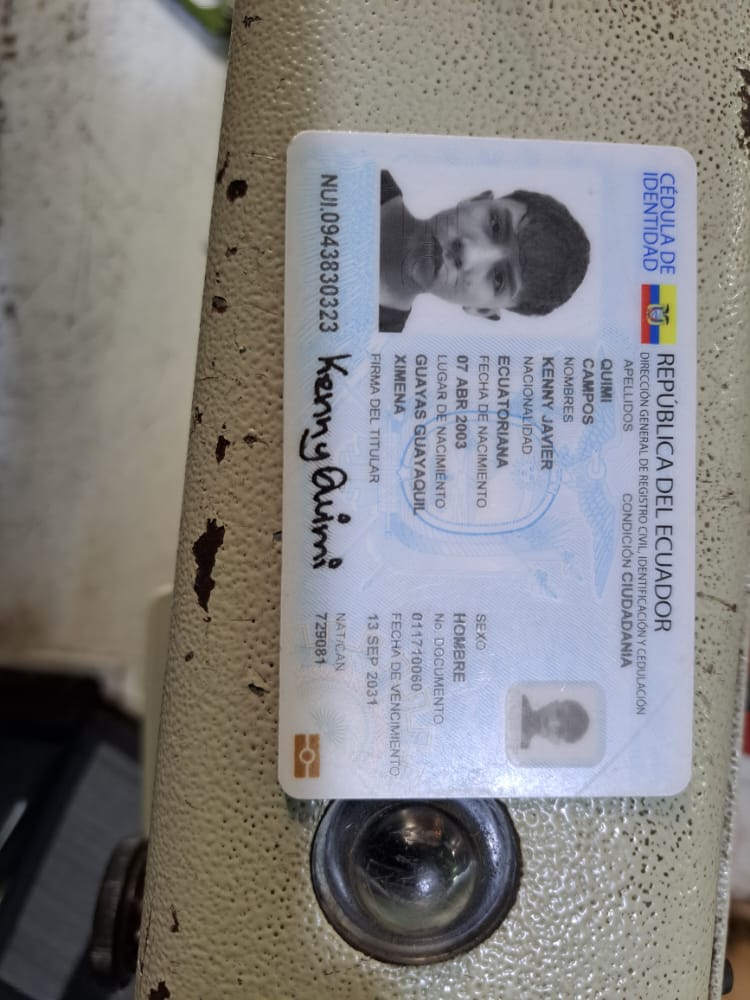 CÉDULA DE
IDENTIDAD
REPÚBLICA DEL ECUADOR
DIRECCIÓN GENERAL DE REGISTRO CIVIL, IDENTIFICACIÓN Y CEDULACIÓN
APELLIDOS
CONDICIÓN CIUDADANÍA
QUIMI
CAMPOS
NOMBRES
KENNY JAVIER
NACIONALIDAD
ECUATORIANA
FECHA DE NACIMIENTO
07 ABR 2003
LUGAR DE NACIMIENTO
GUAYAS GUAYAQUIL
XIMENA
FIRMA DEL TITULAR
Kenny Quimi
SEXO
HOMBRE
No. DOCUMENTO
011710060
FECHA DE VENCIMIENTO
13 SEP 2031
NAT/CAN
729081
NUI.0943830323